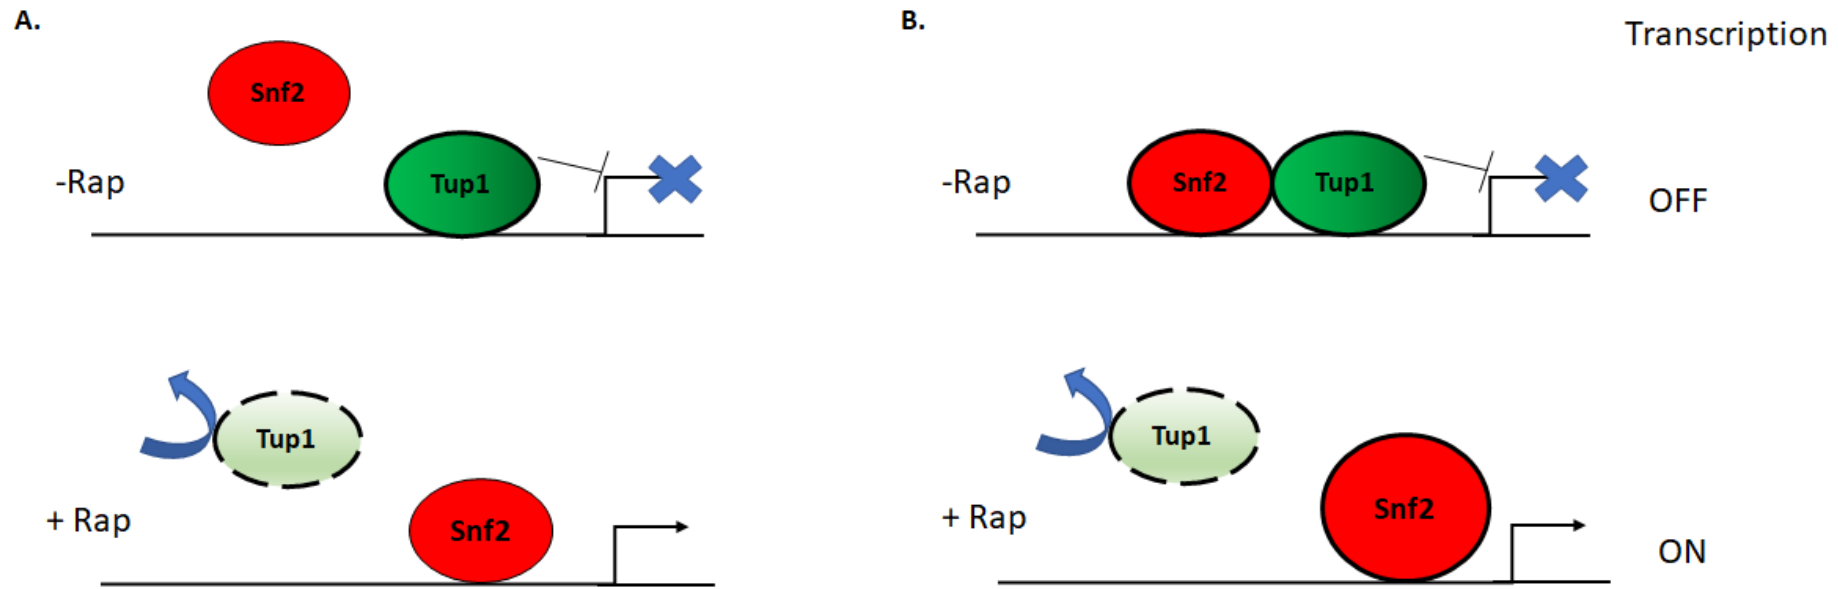 A.
B.
Transcription
Snf2
-Rap
Tup1
-Rap
Snf2
Tup1
OFF
Tup1
+ Rap
Snf2
Tup1
+ Rap
Snf2
ON